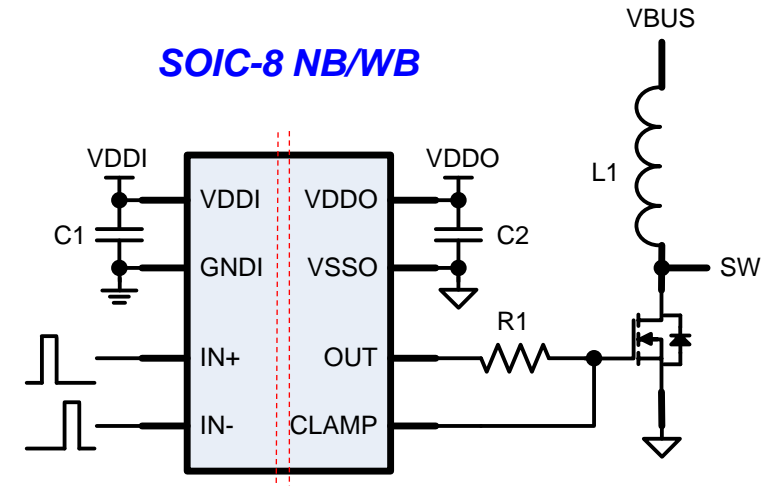 VBUS
SOIC-8 NB/WB
VDDI
VDDO
L1
VDDI
VDDO
C1
C2
GNDI
VSSO
SW
R1
IN+
OUT
IN-
CLAMP